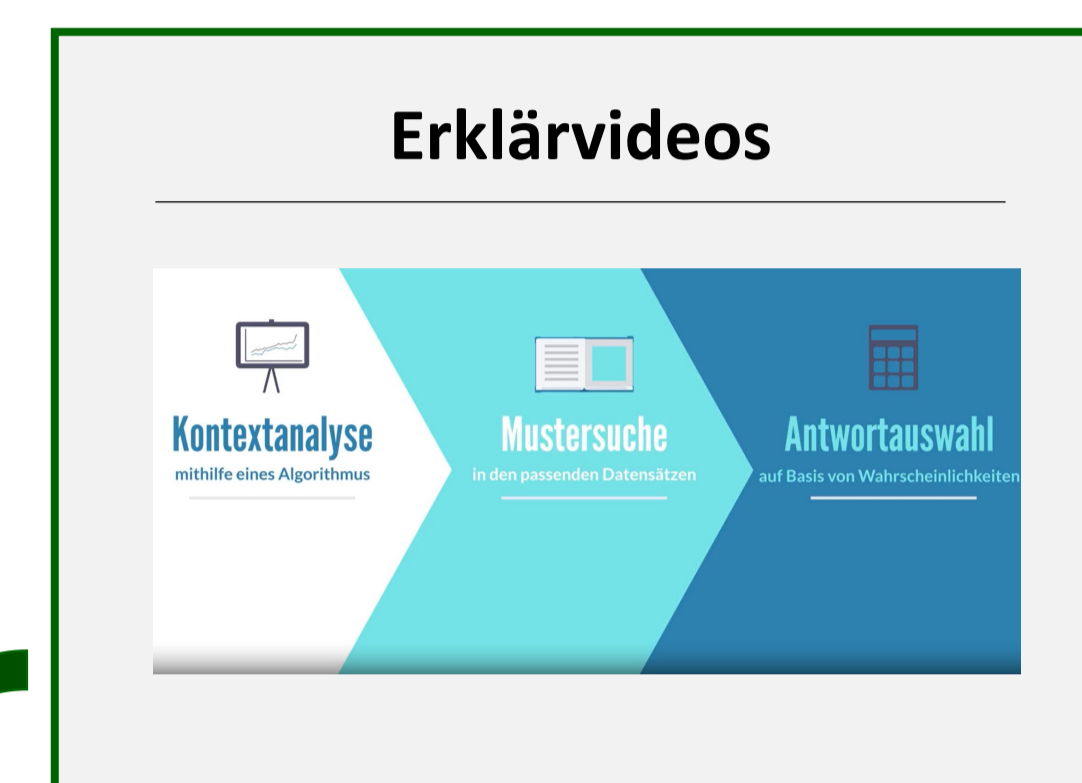 Erklärvideos
Kontextanalyse
mithilfe eines Algorithmus
Mustersuche
in den passenden Datensätzen
Antwortauswahl
auf Basis von Wahrscheinlichkeiten